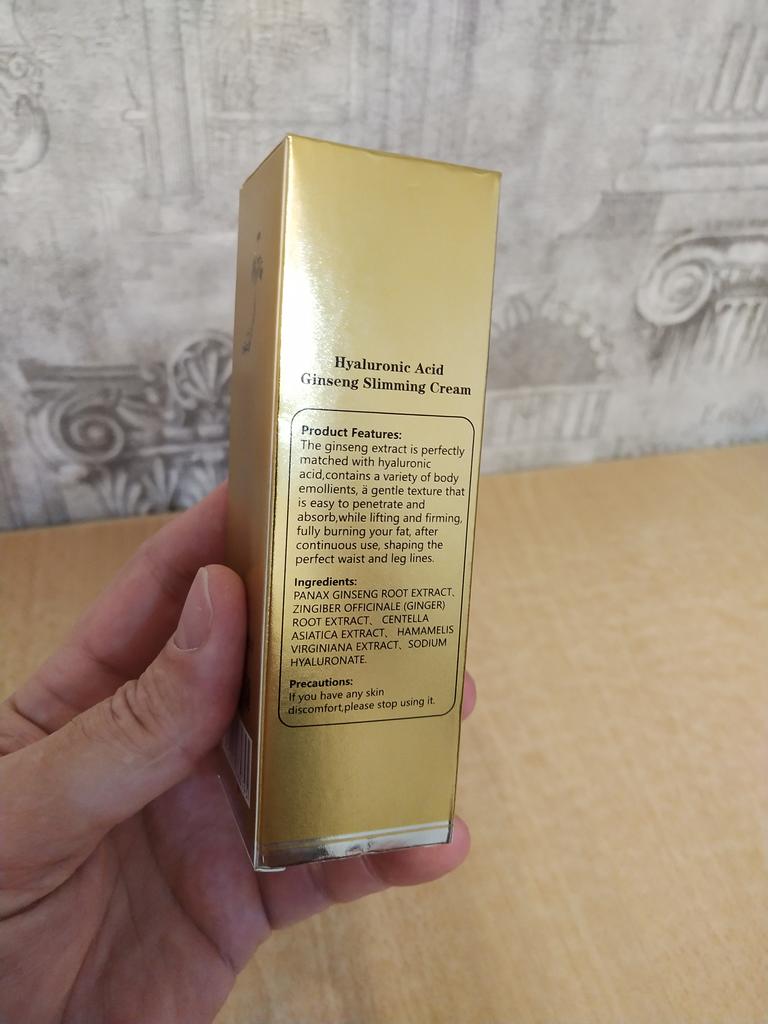 Hyaluronic Acid
Ginseng Slimming Cream
Product Features:
The ginseng extract is perfectly
matched with hyaluronic
acid,contains a variety of body
emollients, ä gentle texture that
is easy to penetrate and
absorb,while lifting and firming,
fully burning your fat, after
continuous use, shaping the
perfect waist and leg lines.
Ingredients:
PANAX GINSENG ROOT EXTRACT、
ZINGIBER OFFICINALE (GINGER)
ROOT EXTRACT、 CENTELLA
ASIATICA EXTRACT、 HAMAMELIS
VIRGINIANA EXTRACT、SODIUM
HYALURONATE.
Precautions:
If you have any skin
discomfort,please stop using it.